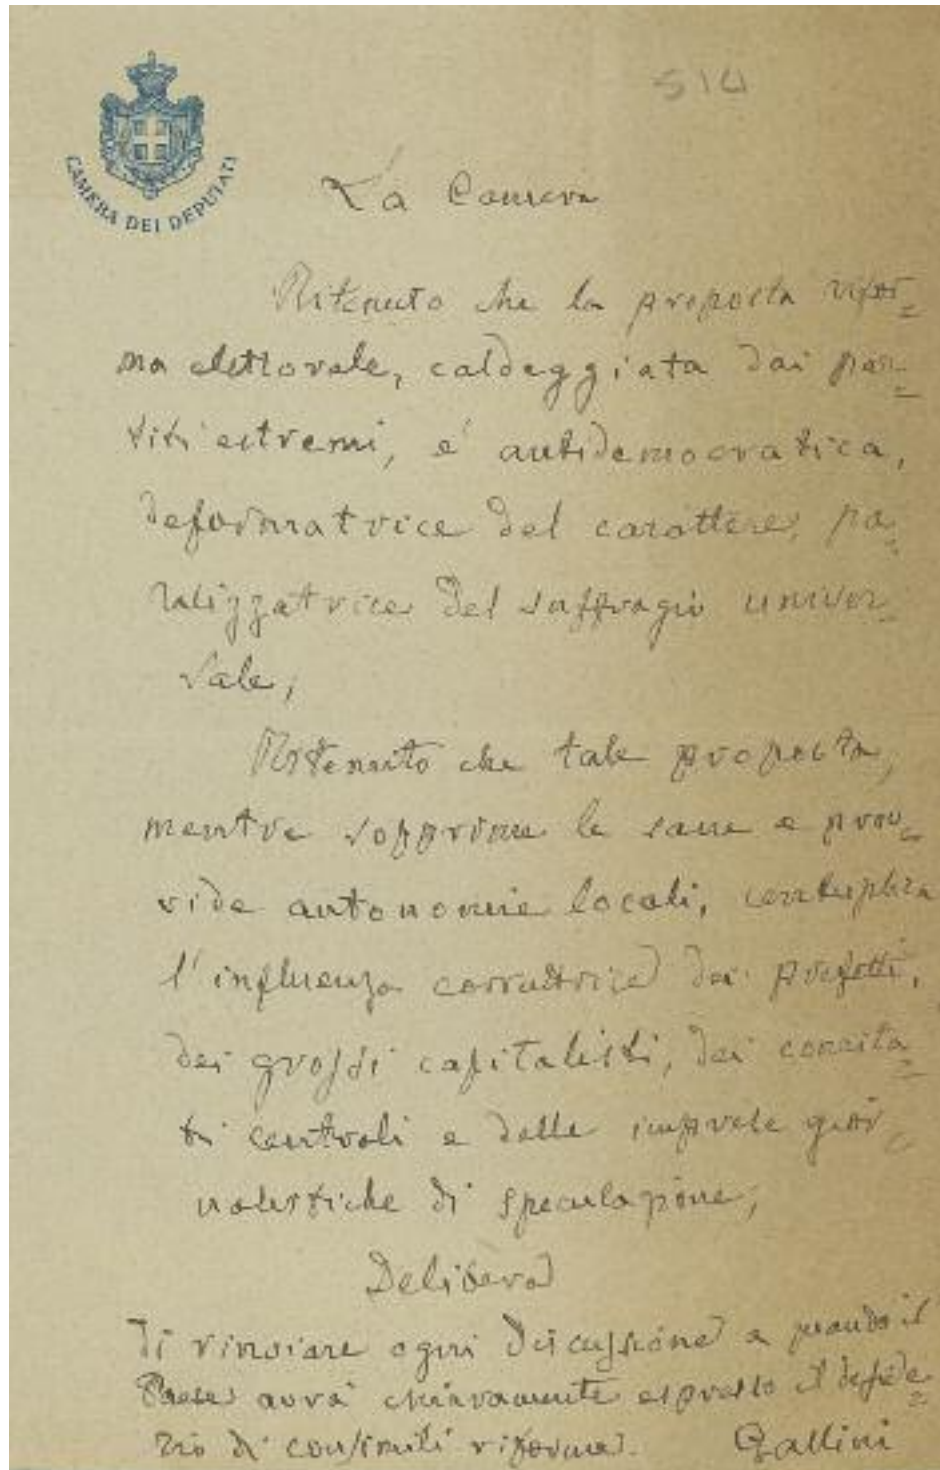 514
CAMERA DEI DEPUTATI
La Camera
Ritenuto che la proposta rifor=
ma elettorale, caldeggiata dai par=
titi estremi, è antidemocratica,
deformatrice del carattere, pa=
ralizzatrice del suffragio univer=
sale,
Ritenuto che tale proposta,
mentre sopprime le sane e prov=
vide autonomie locali, centuplica
l'influenza corruttrice dei prefetti,
dei grossi capitalisti, dei comita=
ti centrali e delle imprese gior=
nalistiche di speculazione,
Delibera
di rinviare ogni discussione a quando il
Paese avrà chiaramente espresso il deside=
rio di consimili riforme. Gallini